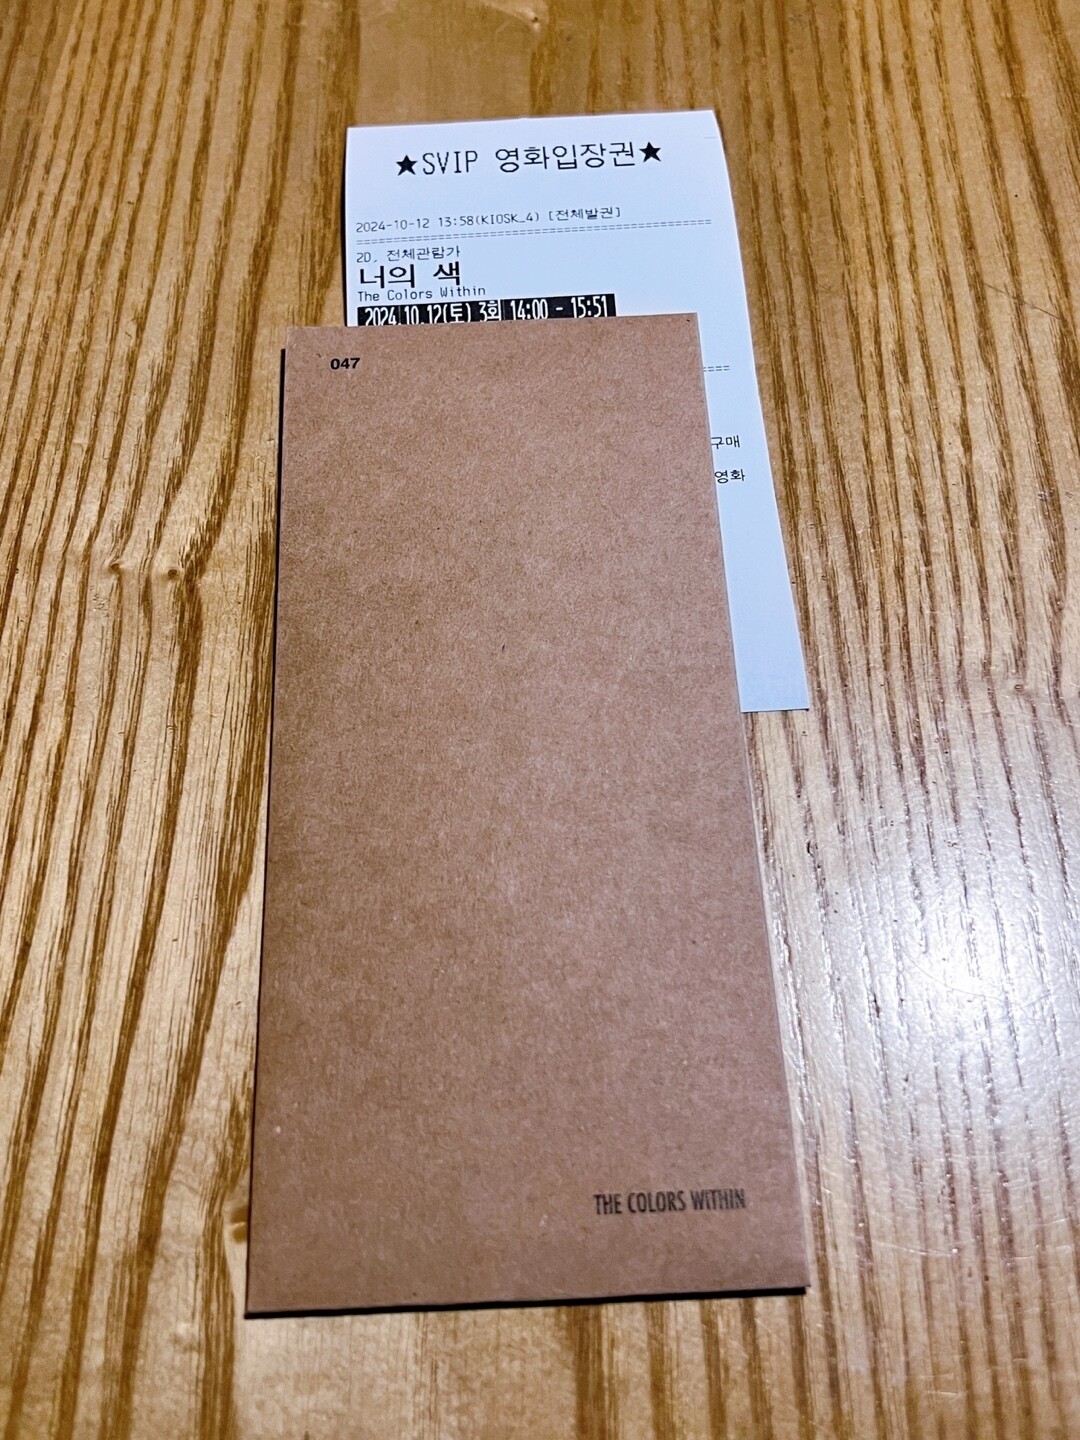 ★SVIP 영화입장권★
2024-10-12 13:58(KIOSK_4) [전체발권]
2D, 전체관람가
너의 색
The Colors Within
2024.10.12(토) 3회 14:00 - 15:51
구매
영화
047
THE COLORS WiTHIN